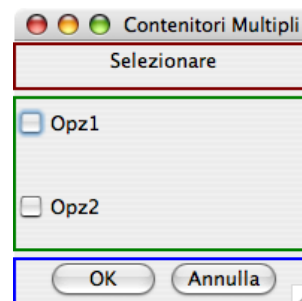 Contenitori Multipli
Selezionare
Opz1
Opz2
OK Annulla